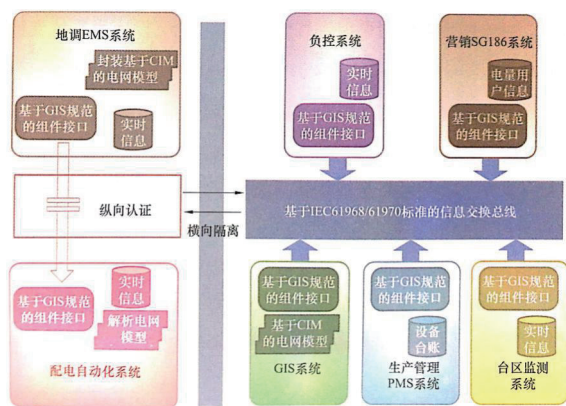 地调EMS系统
封装基于CIM
的电网模型
基于GIS规范
的组件接口
实时
信息
纵向认证
基于GIS规范
的组件接口
实时
信息
解析电网
模型
配电自动化系统
横向隔离
负控系统
实时
信息
基于GIS规范
的组件接口
营销SG186系统
电量用
户信息
基于GIS规范
的组件接口
基于IEC61968/61970标准的信息交换总线
基于GIS规范
的组件接口
基于CIM
的电网模型
GIS系统
基于GIS规范
的组件接口
设备
台账
生产管理
PMS系统
基于GIS规范
的组件接口
实时
信息
台区监测
系统